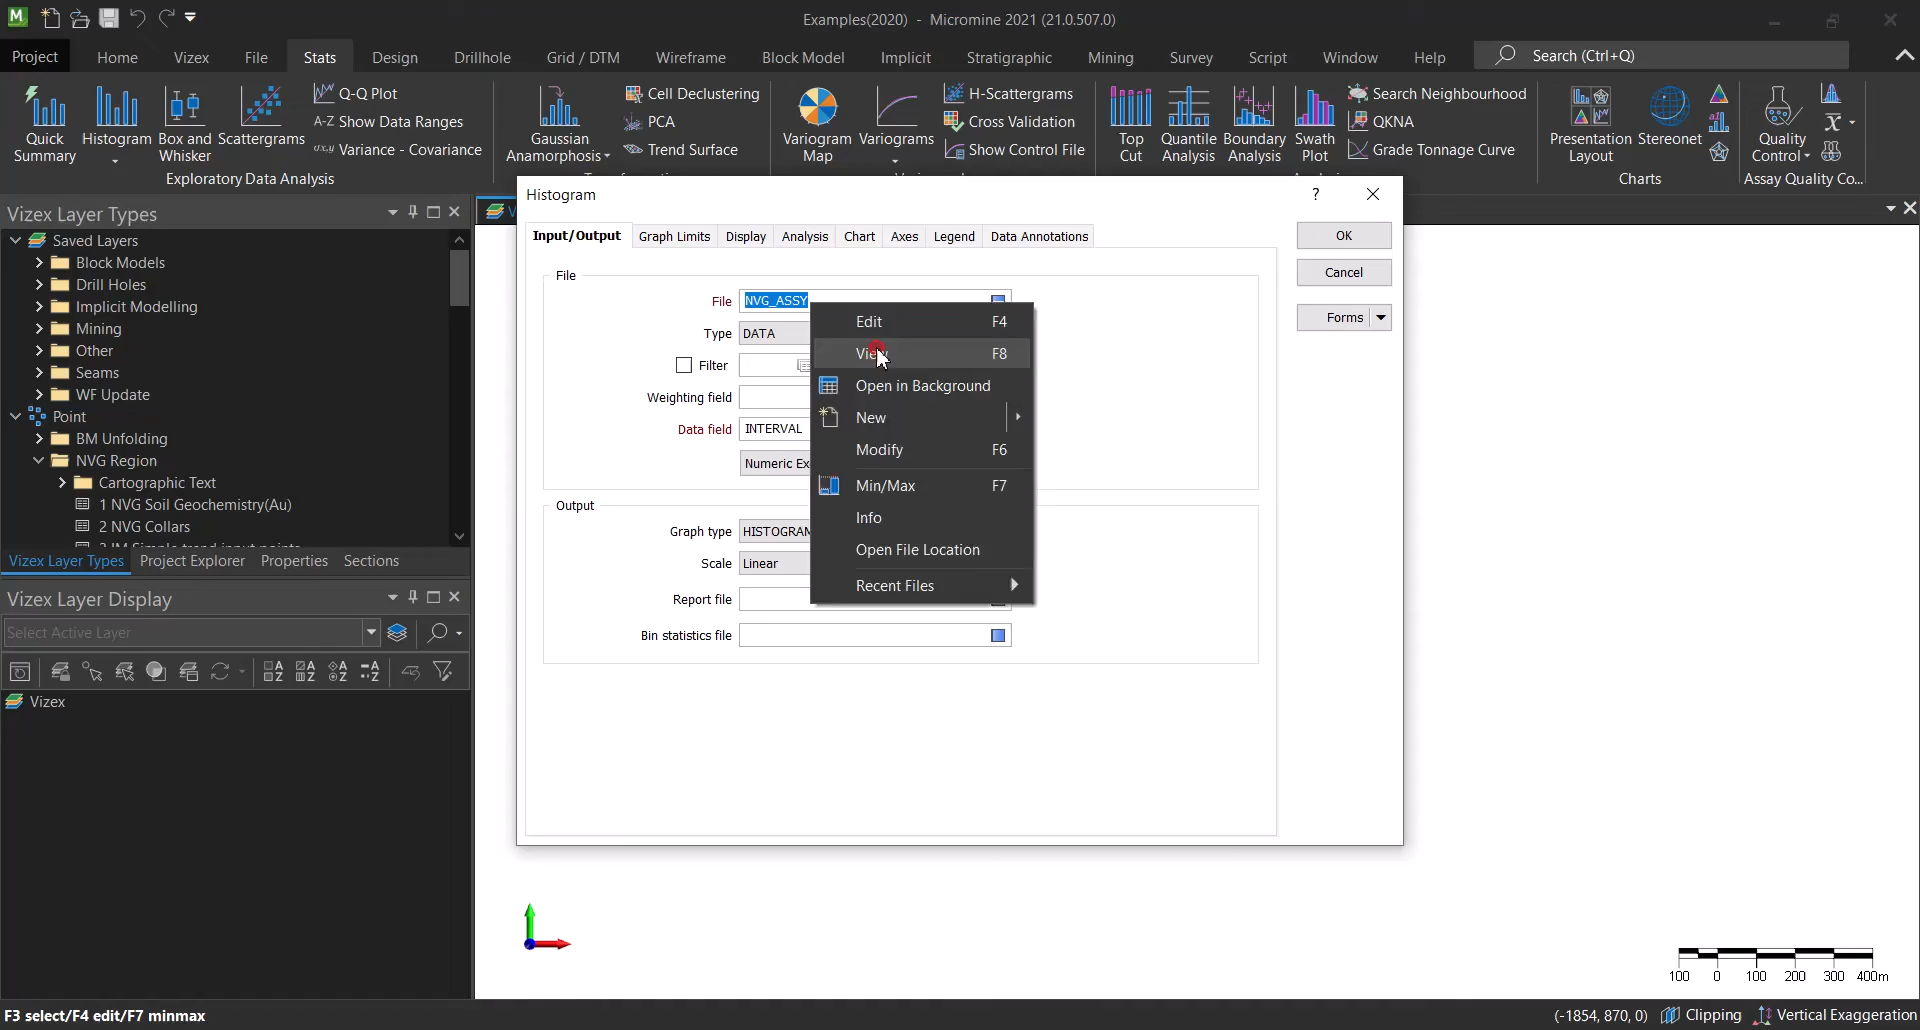 Examples(2020) - Micromine 2021 (21.0.507.0)
Project Home Vizex File Stats Design Drillhole Grid / DTM Wireframe Block Model Implicit Stratigraphic Mining Survey Script Window Help Search (Ctrl+Q)
Quick Summary
Histogram
Box and Whisker
Scattergrams
Q-Q Plot
A-Z Show Data Ranges
Variance - Covariance
Exploratory Data Analysis
Gaussian Anamorphosis
Cell Declustering
PCA
Trend Surface
Variogram Map
Variograms
H-Scattergrams
Cross Validation
Show Control File
Top Cut
Quantile Analysis
Boundary Analysis
Swath Plot
Search Neighbourhood
QKNA
Grade Tonnage Curve
Presentation Layout
Stereonet
Charts
Quality Control
Assay Quality Co...
Vizex Layer Types
Saved Layers
Block Models
Drill Holes
Implicit Modelling
Mining
Other
Seams
WF Update
Point
BM Unfolding
NVG Region
Cartographic Text
1 NVG Soil Geochemistry(Au)
2 NVG Collars
Vizex Layer Types Project Explorer Properties Sections
Vizex Layer Display
Select Active Layer
Vizex
Histogram
?
Input/Output Graph Limits Display Analysis Chart Axes Legend Data Annotations
OK
Cancel
Forms
File
File NVG_ASSY
Type DATA
Filter
Weighting field
Data field INTERVAL
Numeric Ex
Output
Graph type HISTOGRAM
Scale Linear
Report file
Bin statistics file
Edit F4
View F8
Open in Background
New
Modify F6
Min/Max F7
Info
Open File Location
Recent Files
100 0 100 200 300 400m
F3 select/F4 edit/F7 minmax
(-1854, 870, 0) Clipping Vertical Exaggeration